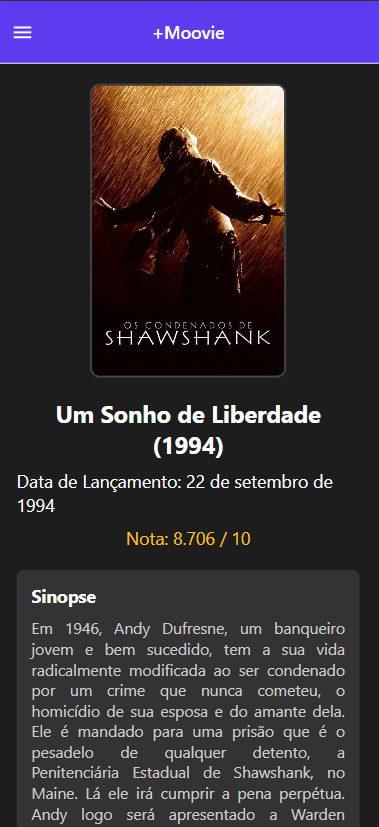 +Moovie
OS CONDENADOS DE
SHAWSHANK
Um Sonho de Liberdade
(1994)
Data de Lançamento: 22 de setembro de
1994
Nota: 8.706 / 10
Sinopse
Em 1946, Andy Dufresne, um banqueiro
jovem e bem sucedido, tem a sua vida
radicalmente modificada ao ser condenado
por um crime que nunca cometeu, o
homicídio de sua esposa e do amante dela.
Ele é mandado para uma prisão que é o
pesadelo de qualquer detento, a
Penitenciária Estadual de Shawshank, no
Maine. Lá ele irá cumprir a pena perpétua.
Andy logo será apresentado a Warden